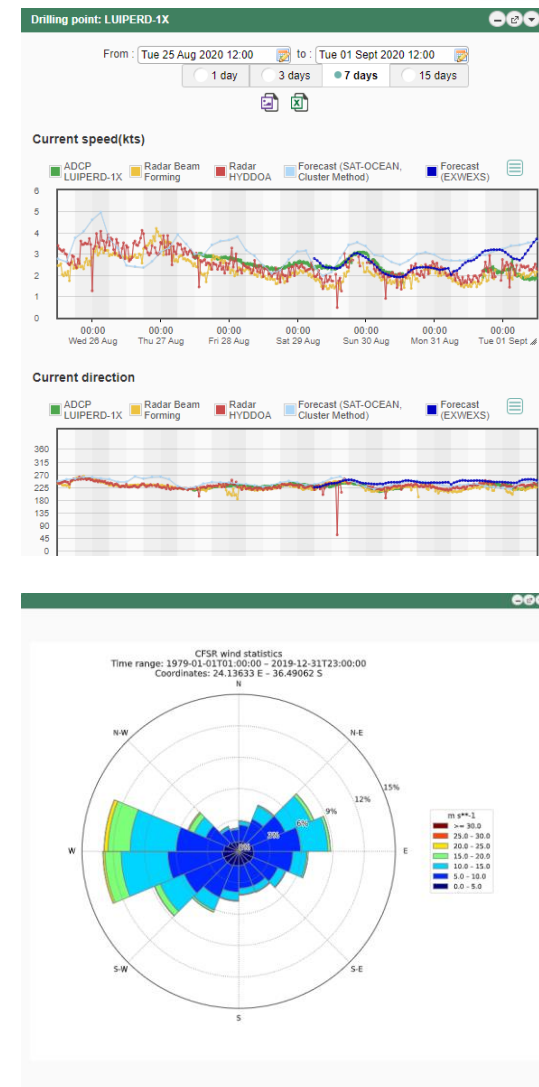 Drilling point: LUIPERD-1X
From : Tue 25 Aug 2020 12:00 to : Tue 01 Sept 2020 12:00
1 day 3 days 7 days 15 days
Current speed(kts)
ADCP LUIPERD-1X Radar Beam Forming Radar HYDDOA Forecast (SAT-OCEAN, Cluster Method) Forecast (EXWEXS)
6
5
4
3
2
1
0
00:00 00:00 00:00 00:00 00:00 00:00 00:00
Wed 26 Aug Thu 27 Aug Fri 28 Aug Sat 29 Aug Sun 30 Aug Mon 31 Aug Tue 01 Sept
Current direction
ADCP LUIPERD-1X Radar Beam Forming Radar HYDDOA Forecast (SAT-OCEAN, Cluster Method) Forecast (EXWEXS)
360
315
270
225
180
135
90
45
0
CFSR wind statistics
Time range: 1979-01-01T01:00:00 – 2019-12-31T23:00:00
Coordinates: 24.13633 E – 36.49062 S
N
N-W
N-E
15%
12%
9%
6%
3%
0%
W
E
S-W
S-E
S
m s**-1
>= 30.0
25.0 - 30.0
20.0 - 25.0
15.0 - 20.0
10.0 - 15.0
5.0 - 10.0
0.0 - 5.0